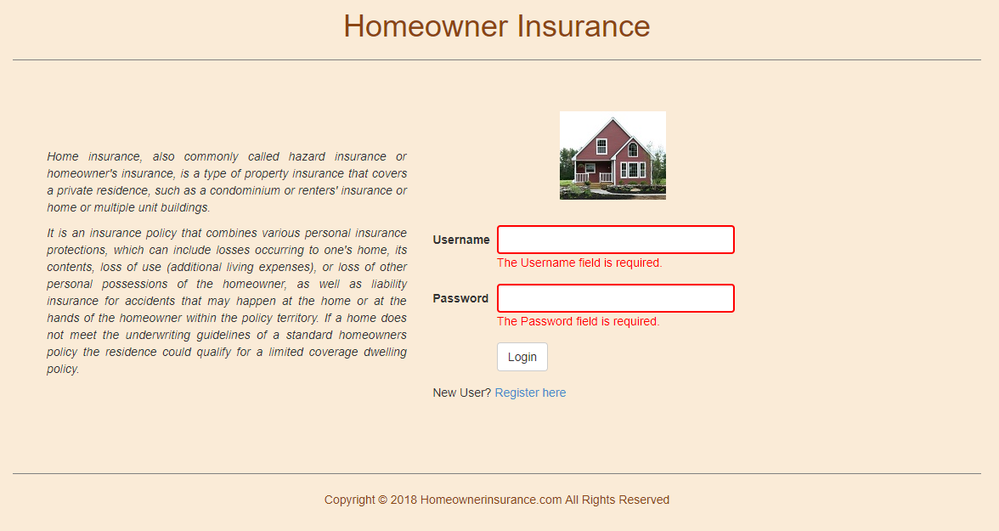 Homeowner Insurance
Home insurance, also commonly called hazard insurance or
homeowner's insurance, is a type of property insurance that covers
a private residence, such as a condominium or renters' insurance or
home or multiple unit buildings.
It is an insurance policy that combines various personal insurance
protections, which can include losses occurring to one's home, its
contents, loss of use (additional living expenses), or loss of other
personal possessions of the homeowner, as well as liability
insurance for accidents that may happen at the home or at the
hands of the homeowner within the policy territory. If a home does
not meet the underwriting guidelines of a standard homeowners
policy the residence could qualify for a limited coverage dwelling
policy.
Username
The Username field is required.
Password
The Password field is required.
Login
New User? Register here
Copyright © 2018 Homeownerinsurance.com All Rights Reserved